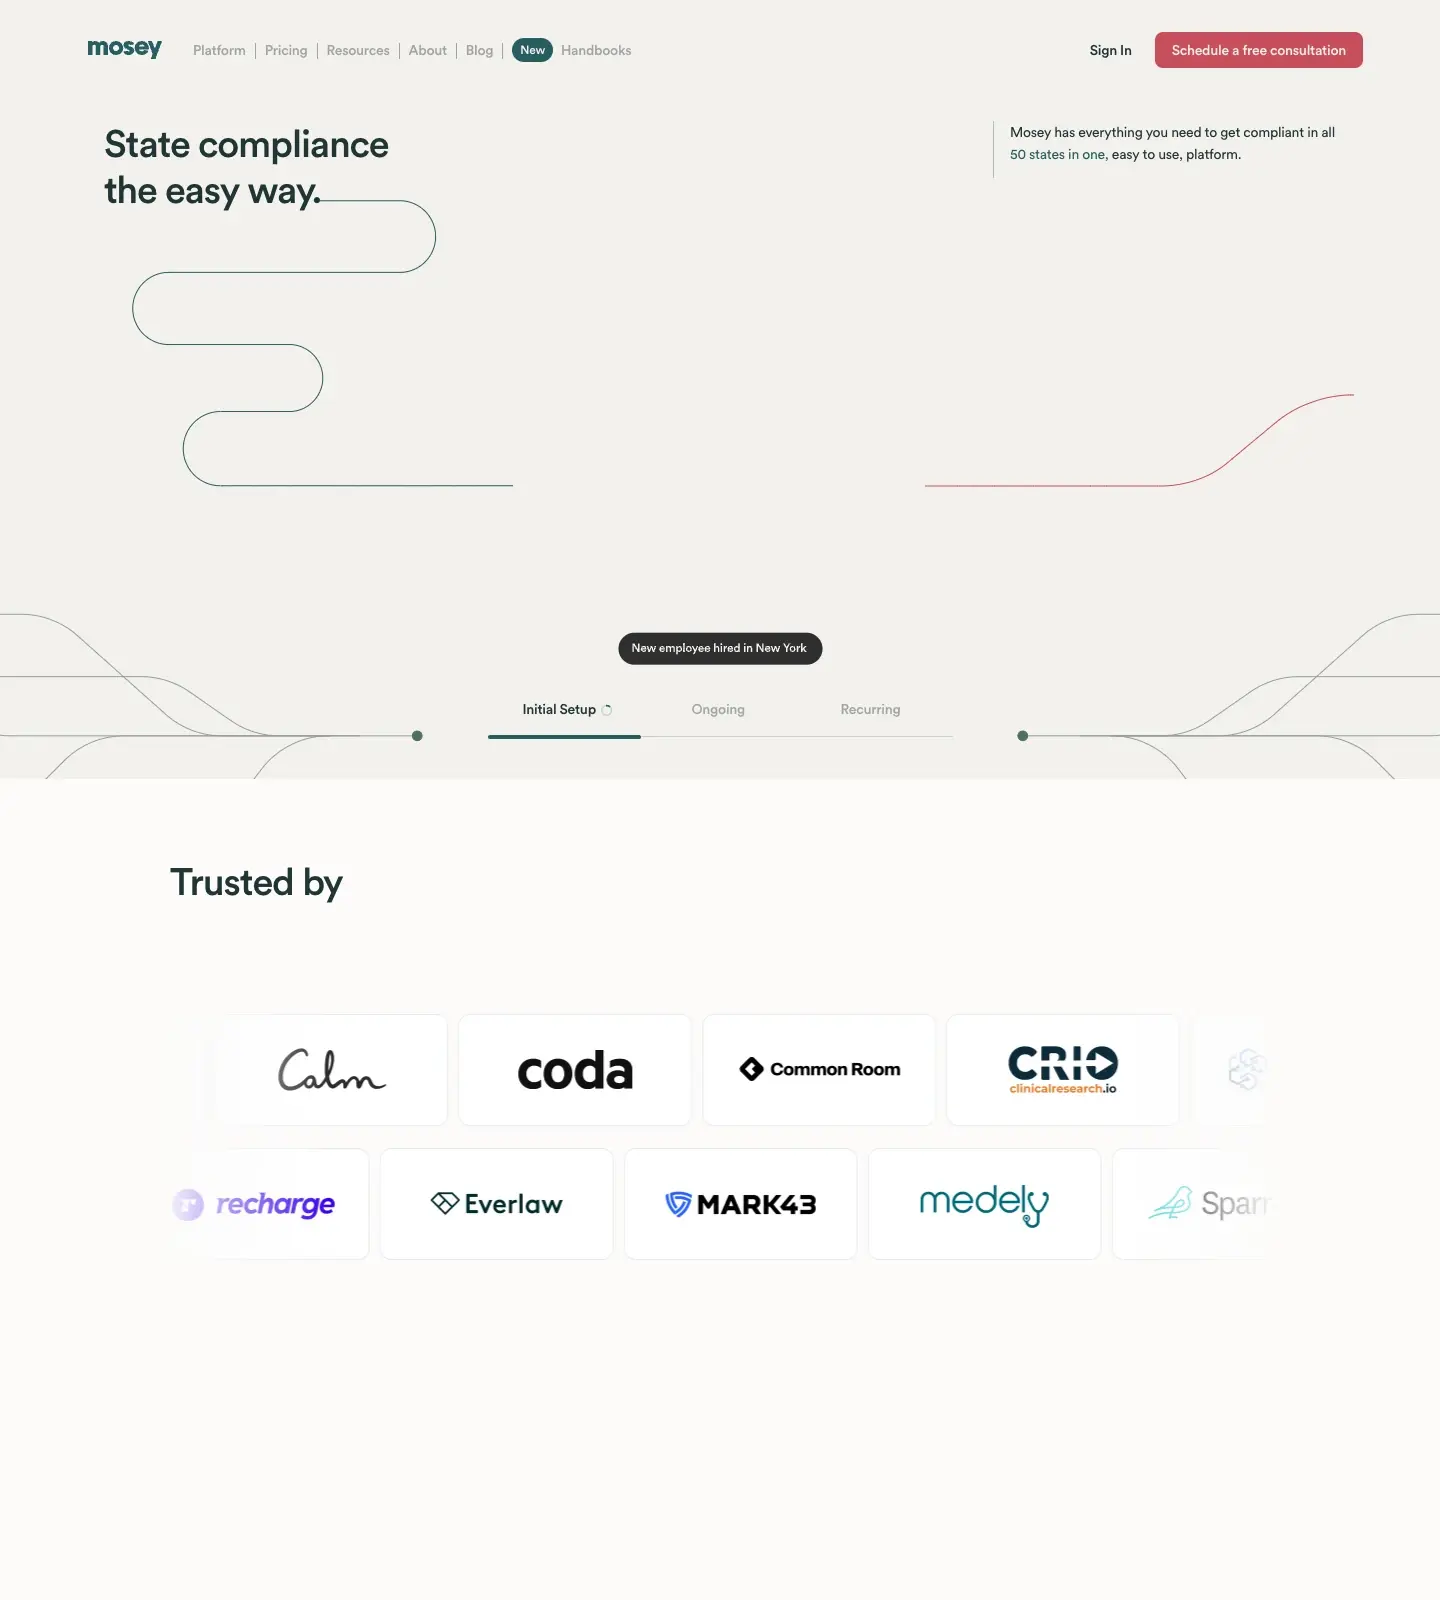 mosey
Platform
Pricing
Resources
About
Blog
New
Handbooks
Sign In
Schedule a free consultation
State compliance
the easy way.
Mosey has everything you need to get compliant in all
50 states in one, easy to use, platform.
New employee hired in New York
Initial Setup
Ongoing
Recurring
Trusted by
Calm
coda
Common Room
CRIO
clinicalresearch.io
recharge
Everlaw
MARK43
medely